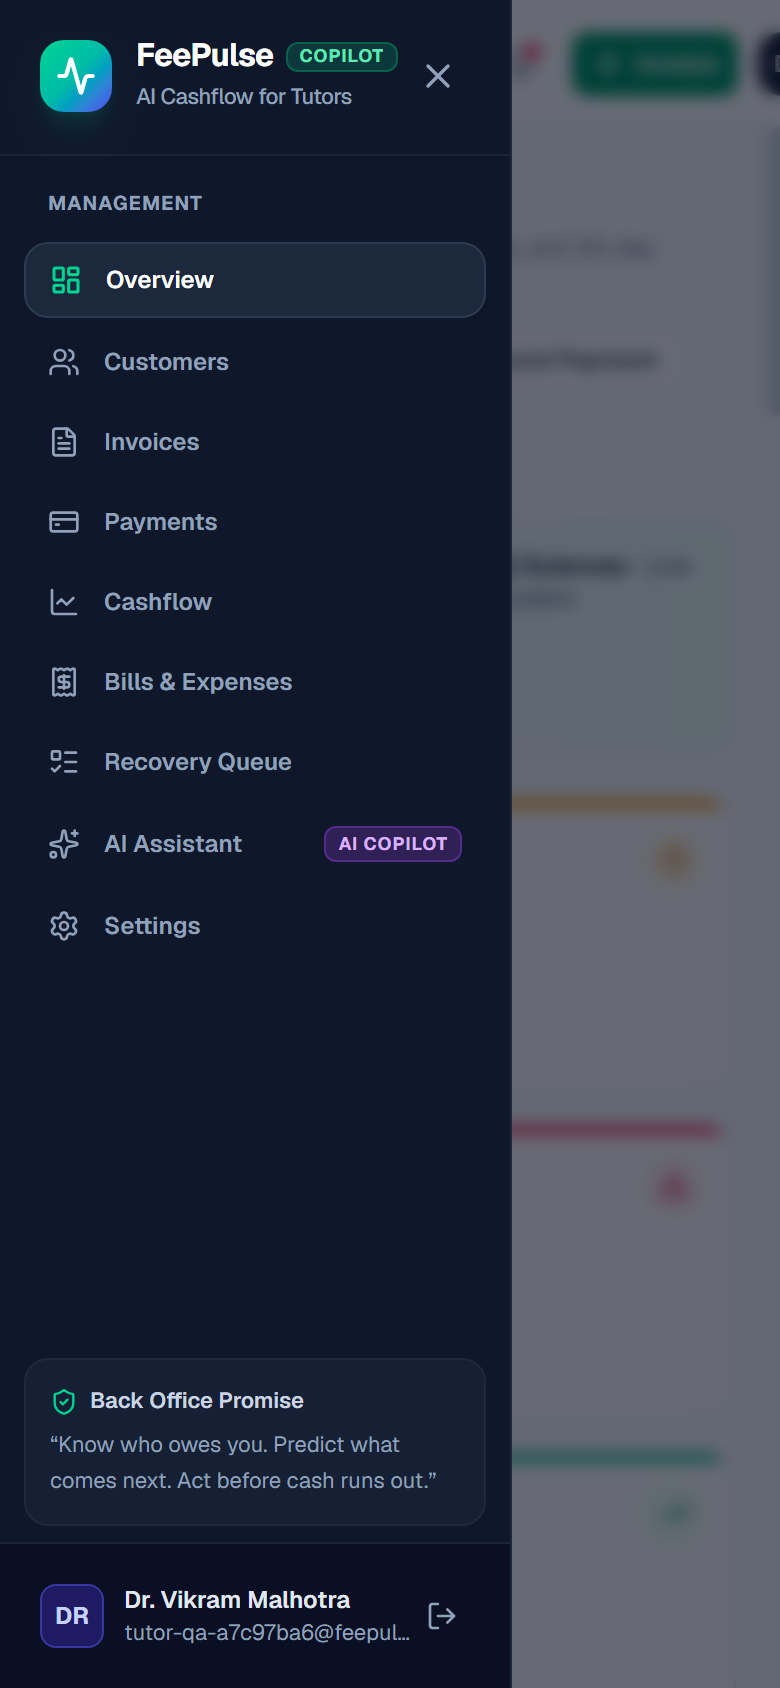 FeePulse COPILOT
AI Cashflow for Tutors
MANAGEMENT
Overview
Customers
Invoices
Payments
Cashflow
Bills & Expenses
Recovery Queue
AI Assistant AI COPILOT
Settings
Back Office Promise
“Know who owes you. Predict what
comes next. Act before cash runs out.”
DR
Dr. Vikram Malhotra
tutor-qa-a7c97ba6@feepul...